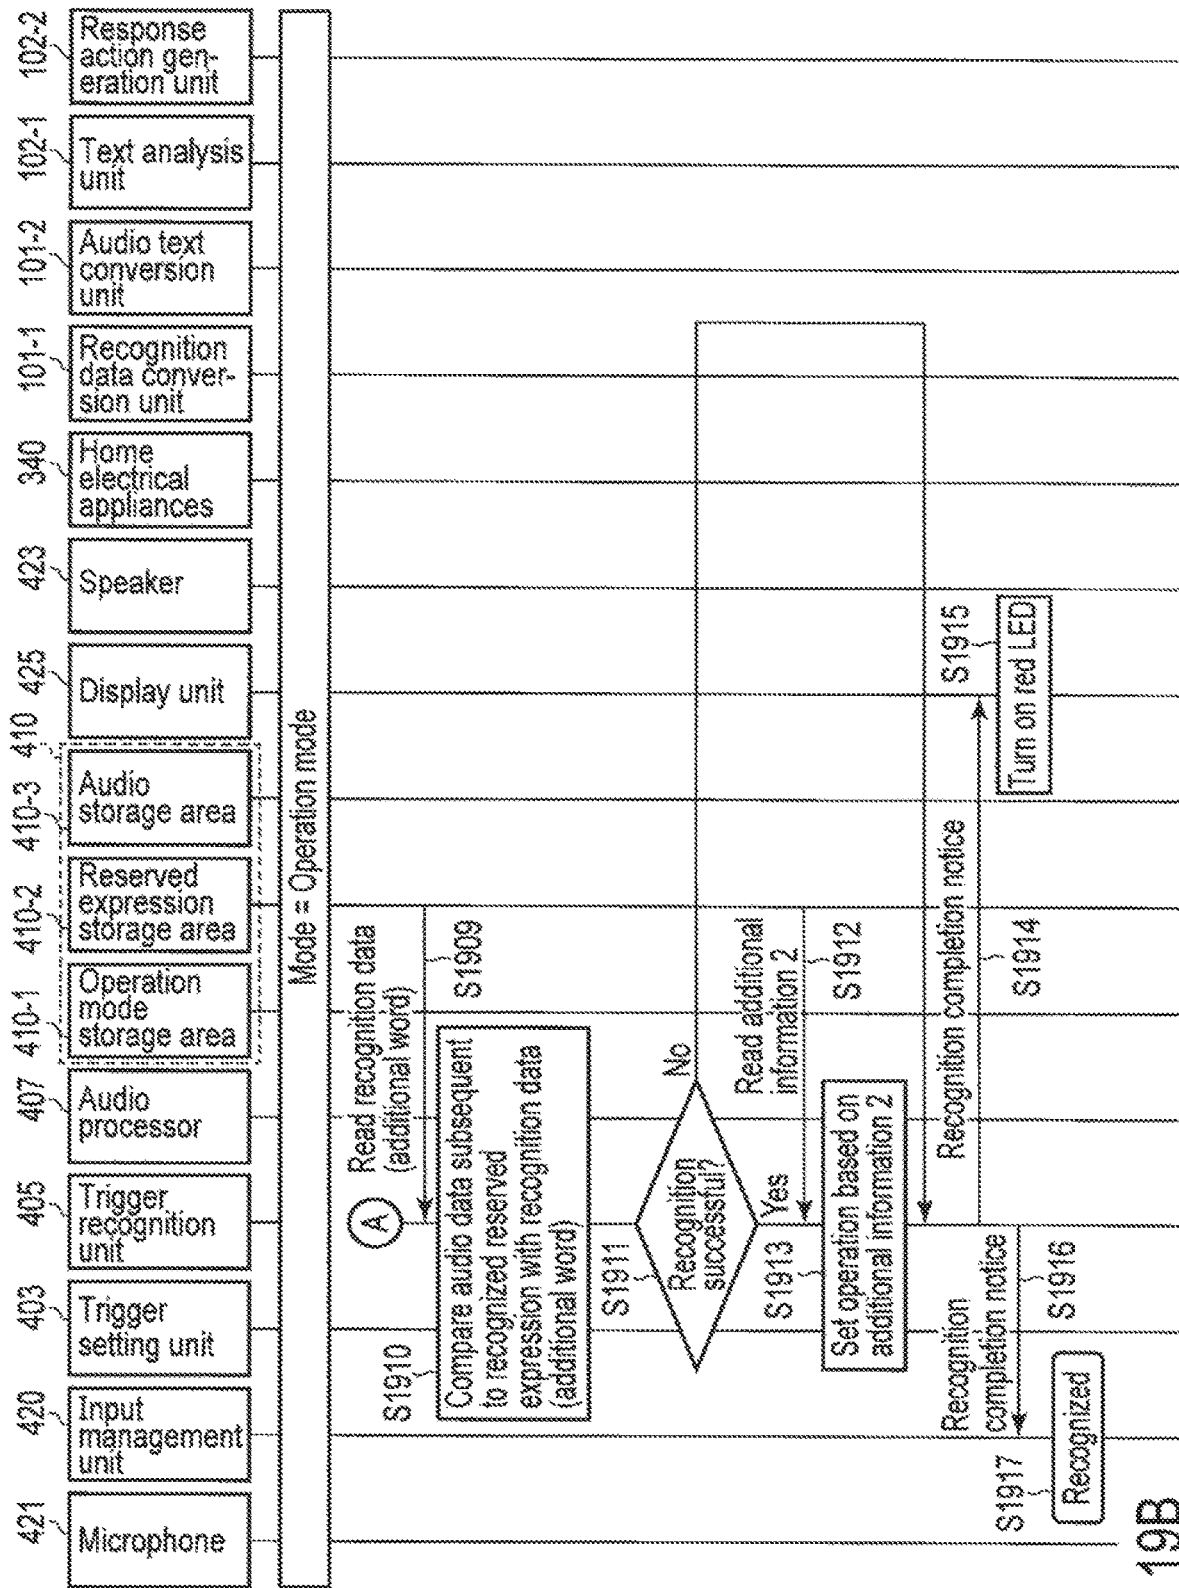 421
Microphone
420
Input
management
unit
403
Trigger
setting unit
405
Trigger
recognition
unit
407
Audio
processor
410-1
Operation
mode
storage area
410-2
Reserved
expression
storage area
410-3
Audio
storage area
410
425
Display unit
423
Speaker
340
Home
electrical
appliances
101-1
Recognition
data conver-
sion unit
101-2
Audio text
conversion
unit
102-1
Text analysis
unit
102-2
Response
action gen-
eration unit
Mode = Operation mode
A
Read recognition data
(additional word)
S1909
S1910
Compare audio data subsequent
to recognized reserved
expression with recognition data
(additional word)
S1911
Recognition
successful?
No
Yes
Read additional
information 2
S1912
S1913
Set operation based on
additional information 2
Recognition completion notice
S1914
S1915
Turn on red LED
Recognition
completion notice
S1916
S1917
Recognized
19B